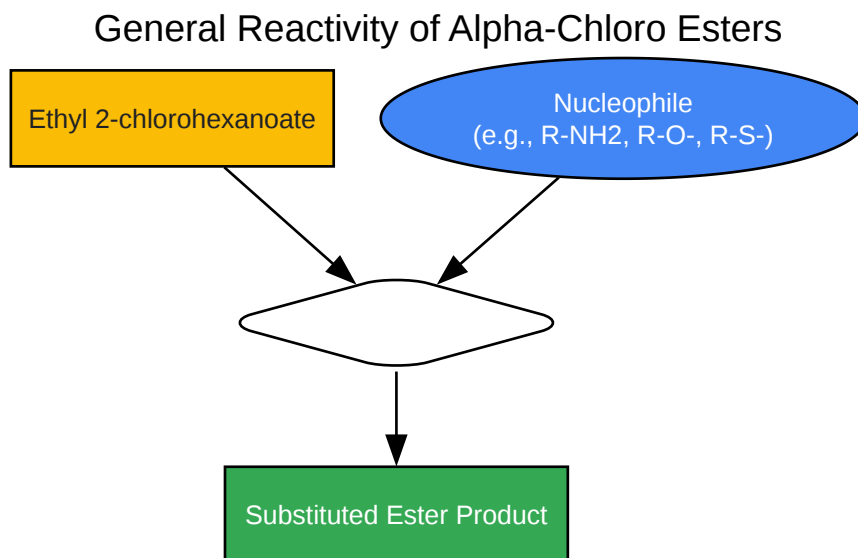 General Reactivity of Alpha-Chloro Esters
Ethyl 2-chlorohexanoate
Nucleophile
(e.g., R-NH2, R-O-, R-S-)
Substituted Ester Product